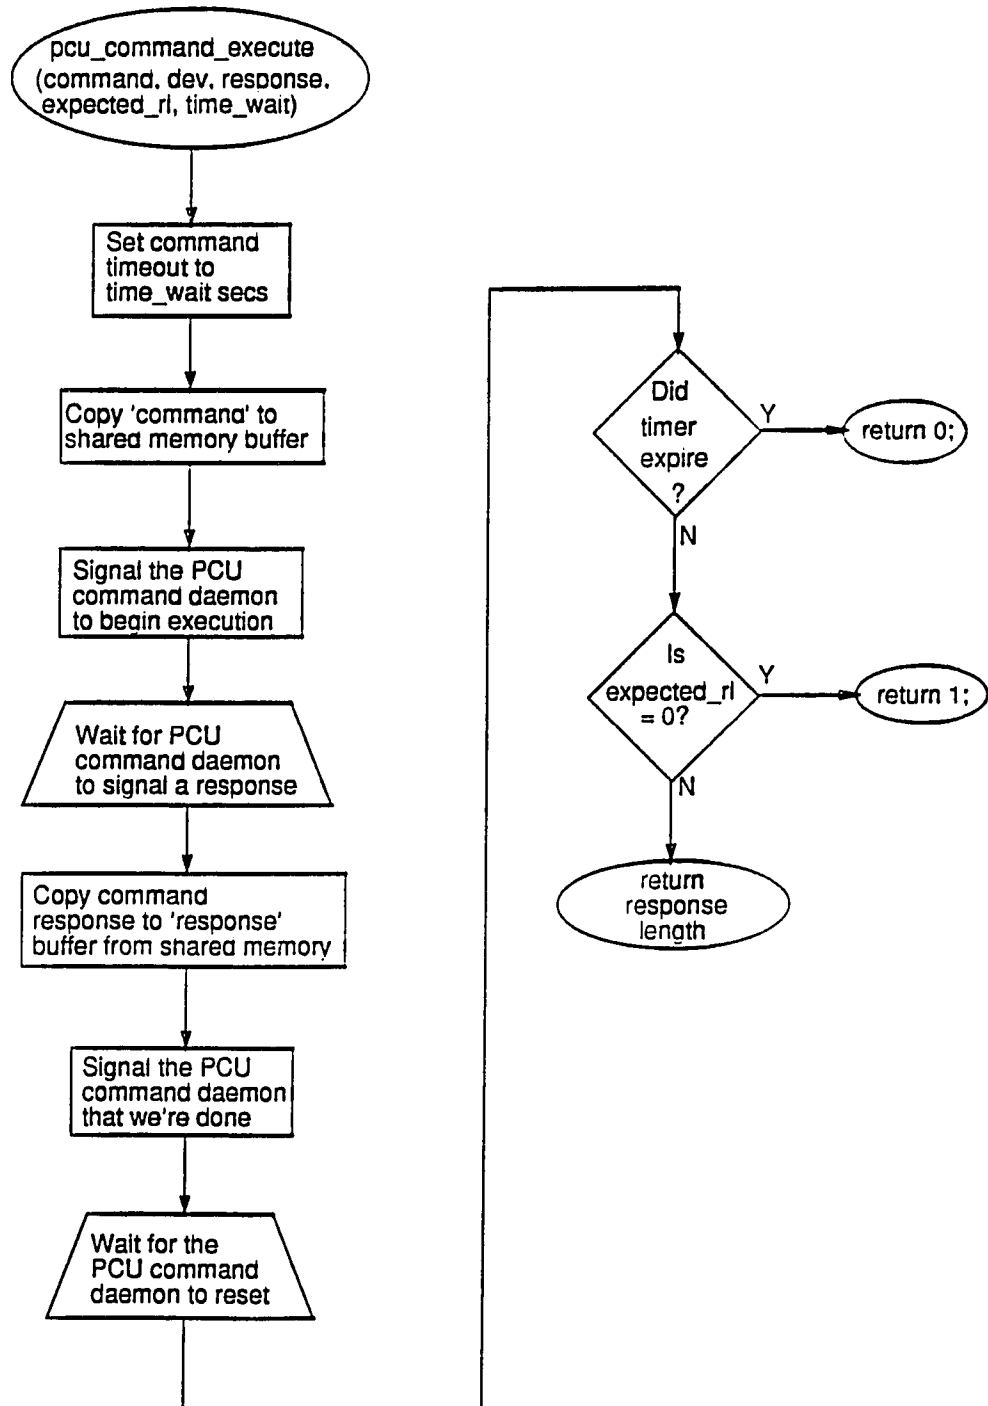 pcu_command_execute
(command, dev, response,
expected_rl, time_wait)
Set command
timeout to
time_wait secs
Copy 'command' to
shared memory buffer
Signal the PCU
command daemon
to begin execution
Wait for PCU
command daemon
to signal a response
Copy command
response to 'response'
buffer from shared memory
Signal the PCU
command daemon
that we're done
Wait for the
PCU command
daemon to reset
Did
timer
expire
?
Y
return 0;
N
Is
expected_rl
= 0?
Y
return 1;
N
return
response
length